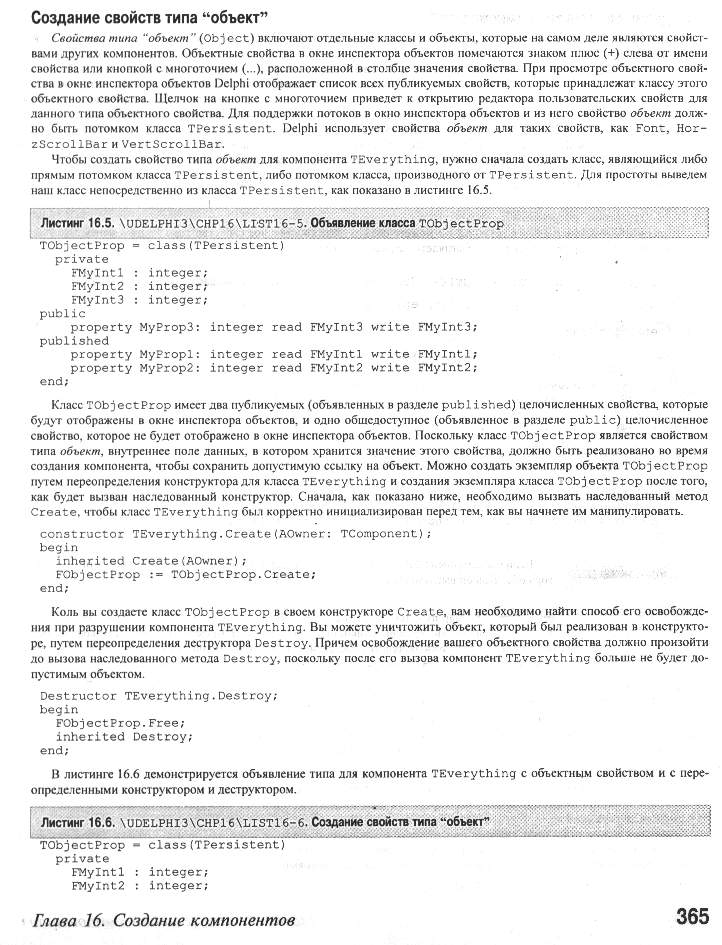 Создание свойств типа “объект”
Свойства типа “объект” (Object) включают отдельные классы и объекты, которые на самом деле являются свойст-
вами других компонентов. Объектные свойства в окне инспектора объектов помечаются знаком плюс (+) слева от имени
свойства или кнопкой с многоточием (...), расположенной в столбце значения свойства. При просмотре объектного свой-
ства в окне инспектора объектов Delphi отображает список всех публикуемых свойств, которые принадлежат классу этого
объектного свойства. Щелчок на кнопке с многоточием приведет к открытию редактора пользовательских свойств для
данного типа объектного свойства. Для поддержки потоков в окно инспектора объектов и из него свойство объект долж-
но быть потомком класса TPersistent. Delphi использует свойства объект для таких свойств, как Font, Hor-
zScrollBar и VertScrollBar.
Чтобы создать свойство типа объект для компонента TEverything, нужно сначала создать класс, являющийся либо
прямым потомком класса TPersistent, либо потомком класса, производного от TPersistent. Для простоты выведем
наш класс непосредственно из класса TPersistent, как показано в листинге 16.5.
Листинг 16.5. \UDELPHI3\CHP16\LIST16-5. Объявление класса TObjectProp
TObjectProp = class(TPersistent)
private
FMyInt1 : integer;
FMyInt2 : integer;
FMyInt3 : integer;
public
property MyProp3: integer read FMyInt3 write FMyInt3;
published
property MyProp1: integer read FMyInt1 write FMyInt1;
property MyProp2: integer read FMyInt2 write FMyInt2;
end;
Класс TObjectProp имеет два публикуемых (объявленных в разделе published) целочисленных свойства, которые
будут отображены в окне инспектора объектов, и одно общедоступное (объявленное в разделе public) целочисленное
свойство, которое не будет отображено в окне инспектора объектов. Поскольку класс TObjectProp является свойством
типа объект, внутреннее поле данных, в котором хранится значение этого свойства, должно быть реализовано во время
создания компонента, чтобы сохранить допустимую ссылку на объект. Можно создать экземпляр объекта TObjectProp
путем переопределения конструктора для класса TEverything и создания экземпляра класса TObjectProp после того,
как будет вызван наследованный конструктор. Сначала, как показано ниже, необходимо вызвать наследованный метод
Create, чтобы класс TEverything был корректно инициализирован перед тем, как вы начнете им манипулировать.
constructor TEverything.Create(AOwner: TComponent);
begin
inherited Create(AOwner);
FObjectProp := TObjectProp.Create;
end;
Коль вы создаете класс TObjectProp в своем конструкторе Create, вам необходимо найти способ его освобожде-
ния при разрушении компонента TEverything. Вы можете уничтожить объект, который был реализован в конструкто-
ре, путем переопределения деструктора Destroy. Причем освобождение вашего объектного свойства должно произойти
до вызова наследованного метода Destroy, поскольку после его вызова компонент TEverything больше не будет до-
пустимым объектом.
Destructor TEverything.Destroy;
begin
FObjectProp.Free;
inherited Destroy;
end;
В листинге 16.6 демонстрируется объявление типа для компонента TEverything с объектным свойством и с пере-
определенными конструктором и деструктором.
Листинг 16.6. \UDELPHI3\CHP16\LIST16-6. Создание свойств типа “объект”
TObjectProp = class(TPersistent)
private
FMyInt1 : integer;
FMyInt2 : integer;
Глава 16. Создание компонентов
365